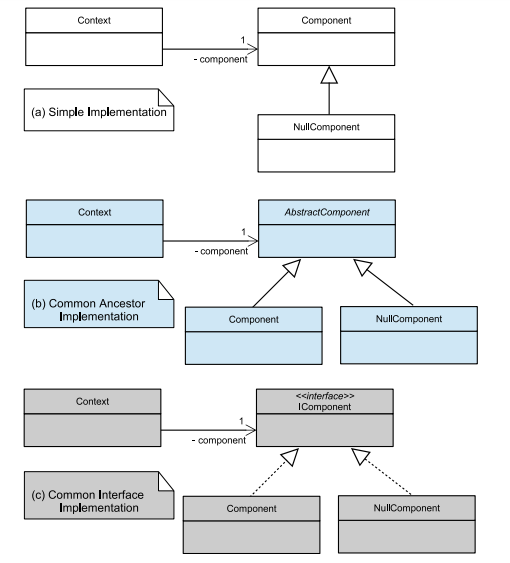 Context
Component
1
- component
(a) Simple Implementation
NullComponent
Context
AbstractComponent
1
- component
(b) Common Ancestor
Implementation
Component
NullComponent
Context
<<interface>>
IComponent
1
- component
(c) Common Interface
Implementation
Component
NullComponent